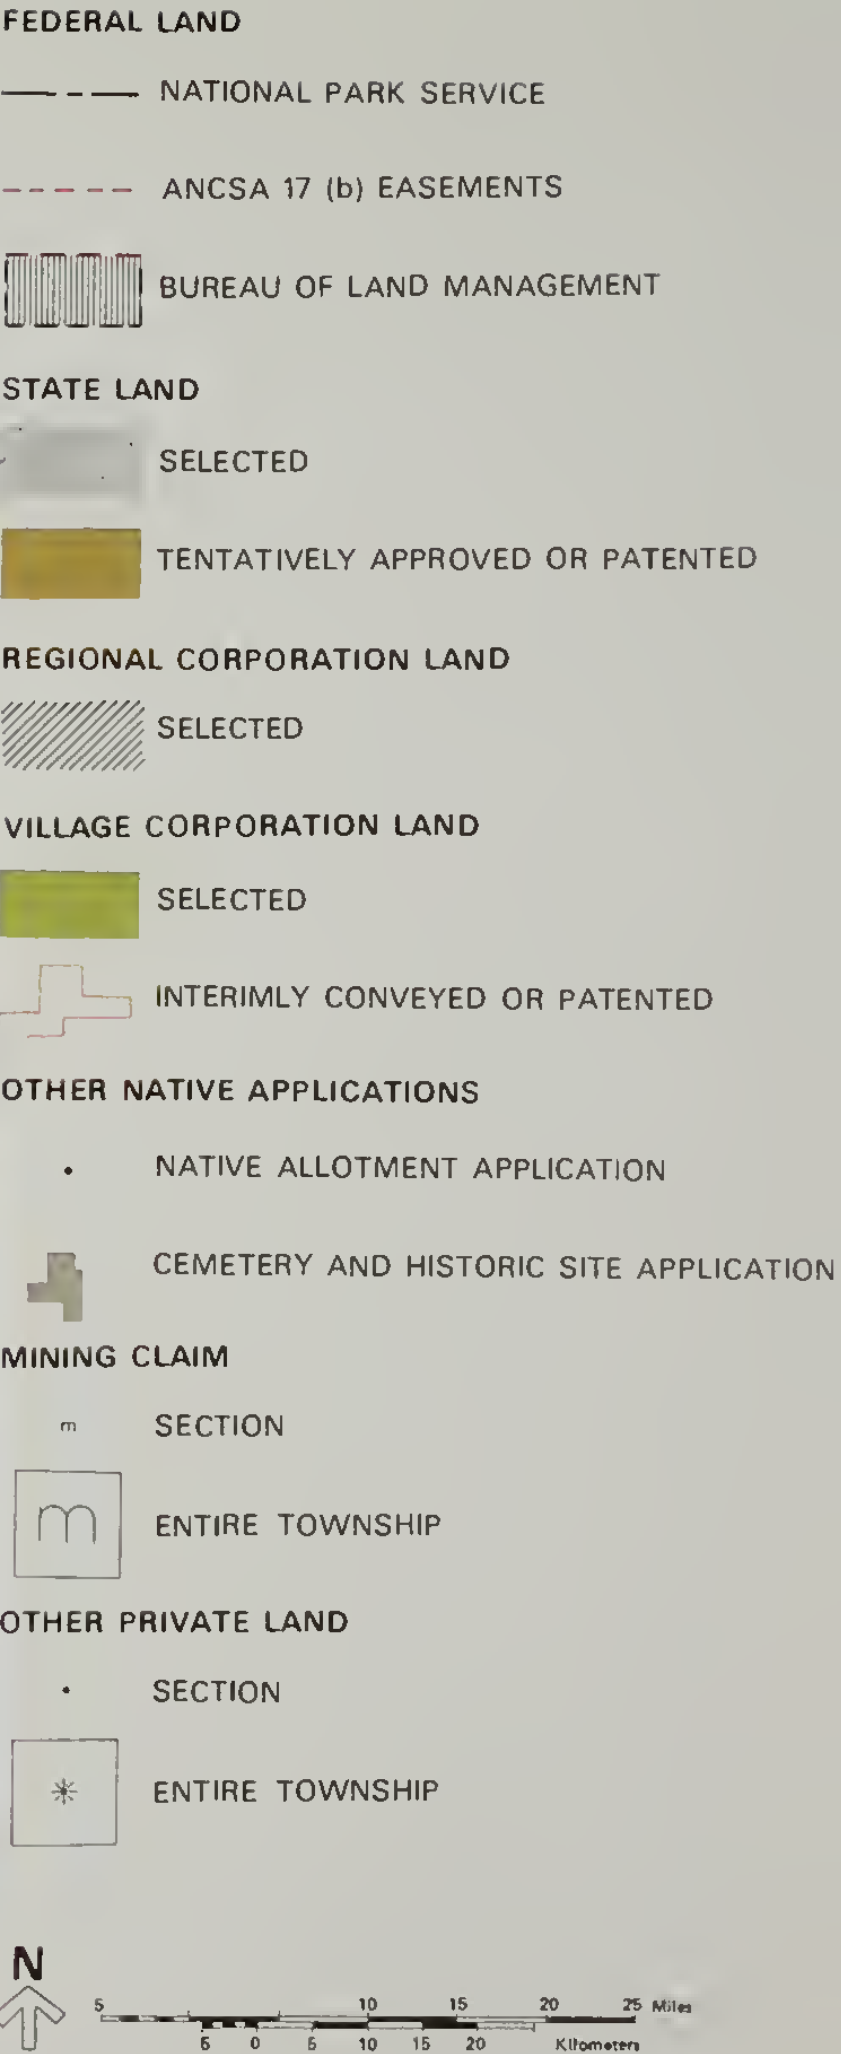 FEDERAL LAND
NATIONAL PARK SERVICE
ANCSA 17 (b) EASEMENTS
BUREAU OF LAND MANAGEMENT
STATE LAND
SELECTED
TENTATIVELY APPROVED OR PATENTED
REGIONAL CORPORATION LAND
SELECTED
VILLAGE CORPORATION LAND
SELECTED
INTERIMLY CONVEYED OR PATENTED
OTHER NATIVE APPLICATIONS
NATIVE ALLOTMENT APPLICATION
CEMETERY AND HISTORIC SITE APPLICATION
MINING CLAIM
m SECTION
m ENTIRE TOWNSHIP
OTHER PRIVATE LAND
SECTION
ENTIRE TOWNSHIP
N
5 10 15 20 25 Miles
5 0 5 10 15 20 Kilometers